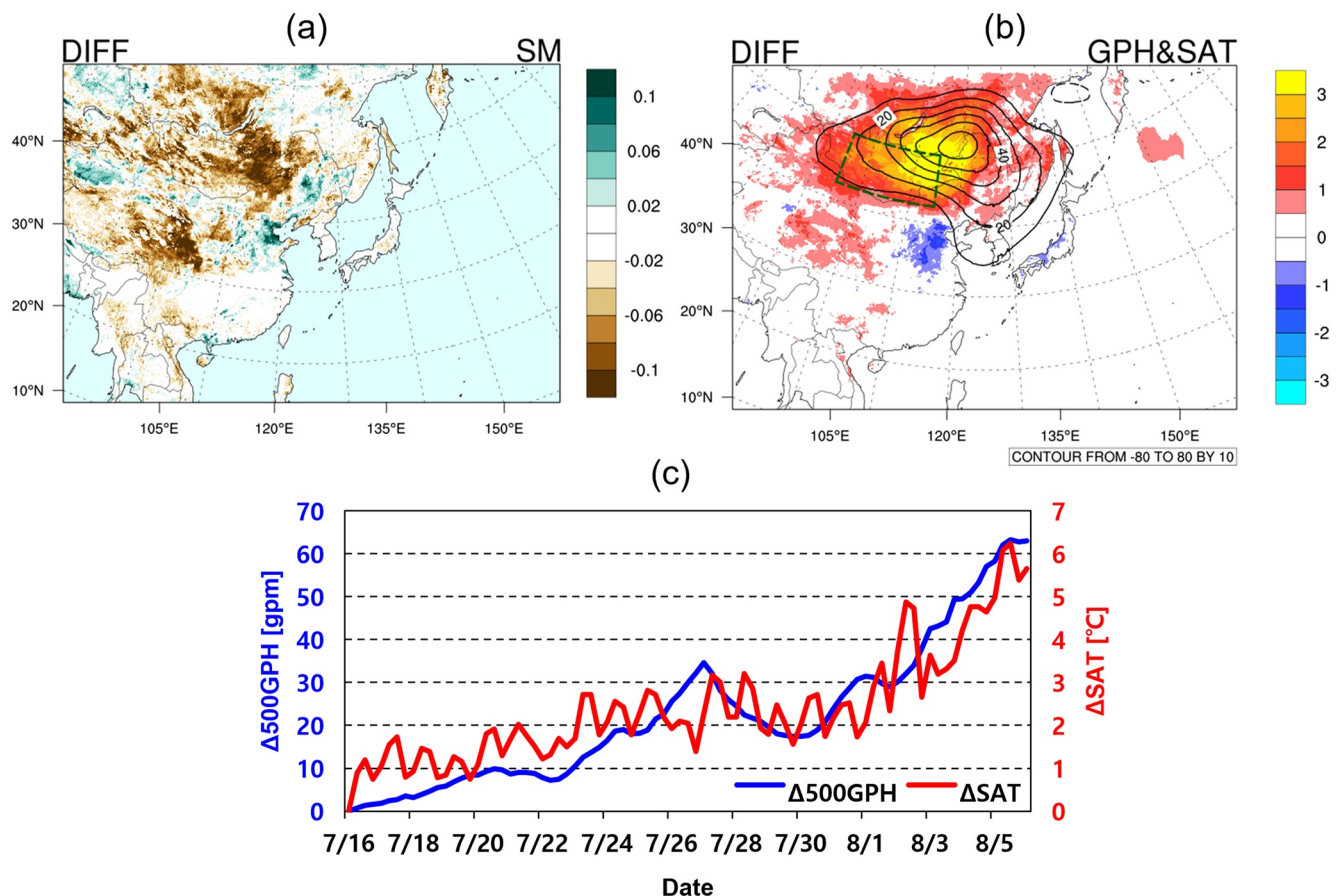 (a)
DIFF SM
40°N
30°N
20°N
10°N
105°E 120°E 135°E 150°E
0.1
0.06
0.02
-0.02
-0.06
-0.1
(b)
DIFF GPH&SAT
20
40
20
40°N
30°N
20°N
10°N
105°E 120°E 135°E 150°E
CONTOUR FROM -80 TO 80 BY 10
3
2
1
0
-1
-2
-3
(c)
Δ500GPH [gpm]
70
60
50
40
30
20
10
0
7
6
5
4
3
2
1
0
ΔSAT [℃]
Δ500GPH ΔSAT
7/16 7/18 7/20 7/22 7/24 7/26 7/28 7/30 8/1 8/3 8/5
Date